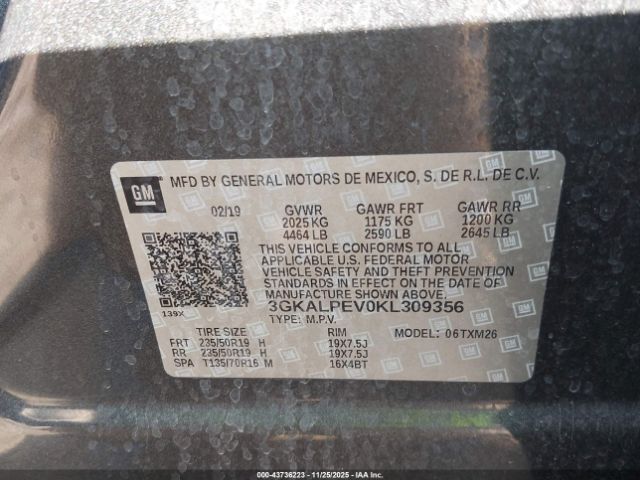 GM
MFD BY GENERAL MOTORS DE MEXICO, S. DE R.L. DE C.V.
02/19 GVWR GAWR FRT GAWR RR
2025 KG 1175 KG 1200 KG
4464 LB 2590 LB 2645 LB
THIS VEHICLE CONFORMS TO ALL
APPLICABLE U.S. FEDERAL MOTOR
VEHICLE SAFETY AND THEFT PREVENTION
STANDARDS IN EFFECT ON THE DATE OF
MANUFACTURE SHOWN ABOVE.
139X
3GKALPEV0KL309356
TYPE: M.P.V.
TIRE SIZE RIM MODEL: 06TXM26
FRT 235/50R19 H 19X7.5J
RR 235/50R19 H 19X7.5J
SPA T135/70R16 M 16X4BT
© (000-43736223 — 11/25/2025 — IAAI.COM)